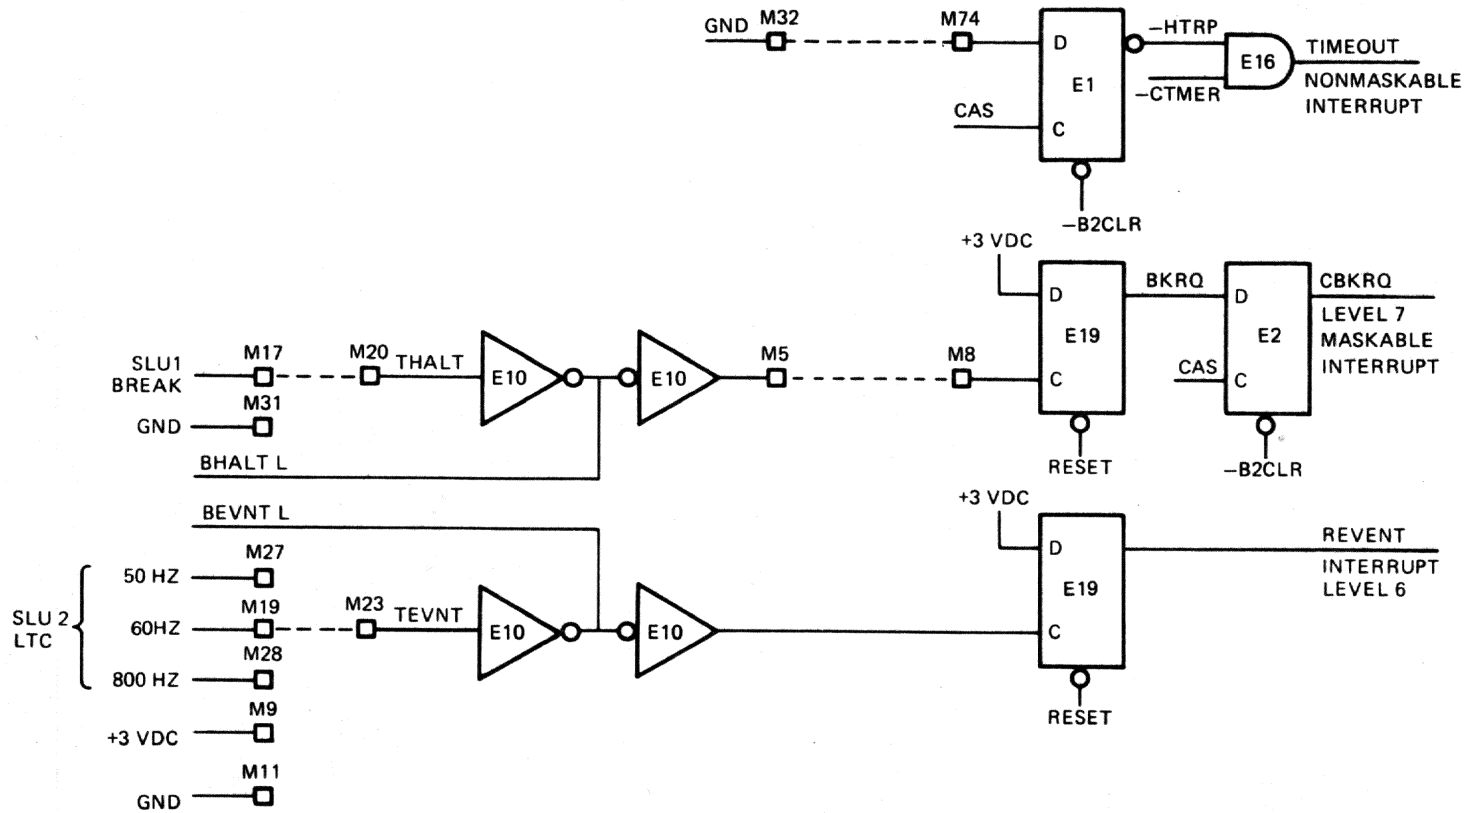 GND M32 M74 D E1 C
CAS
-HTRP
-CTMER
E16
TIMEOUT
NONMASKABLE
INTERRUPT
-B2CLR
+3 VDC
SLU1
BREAK
M17
M20
THALT
E10
E10
M5
M8
D
E19
C
BKRQ
D
E2
CAS
C
CBKRQ
LEVEL 7
MASKABLE
INTERRUPT
M31
GND
BHALT L
RESET
-B2CLR
BEVNT L
+3 VDC
SLU 2
LTC
50 HZ
M27
60HZ
M19
M23
TEVNT
E10
E10
D
E19
C
REVENT
INTERRUPT
LEVEL 6
800 HZ
M28
RESET
+3 VDC
M9
GND
M11